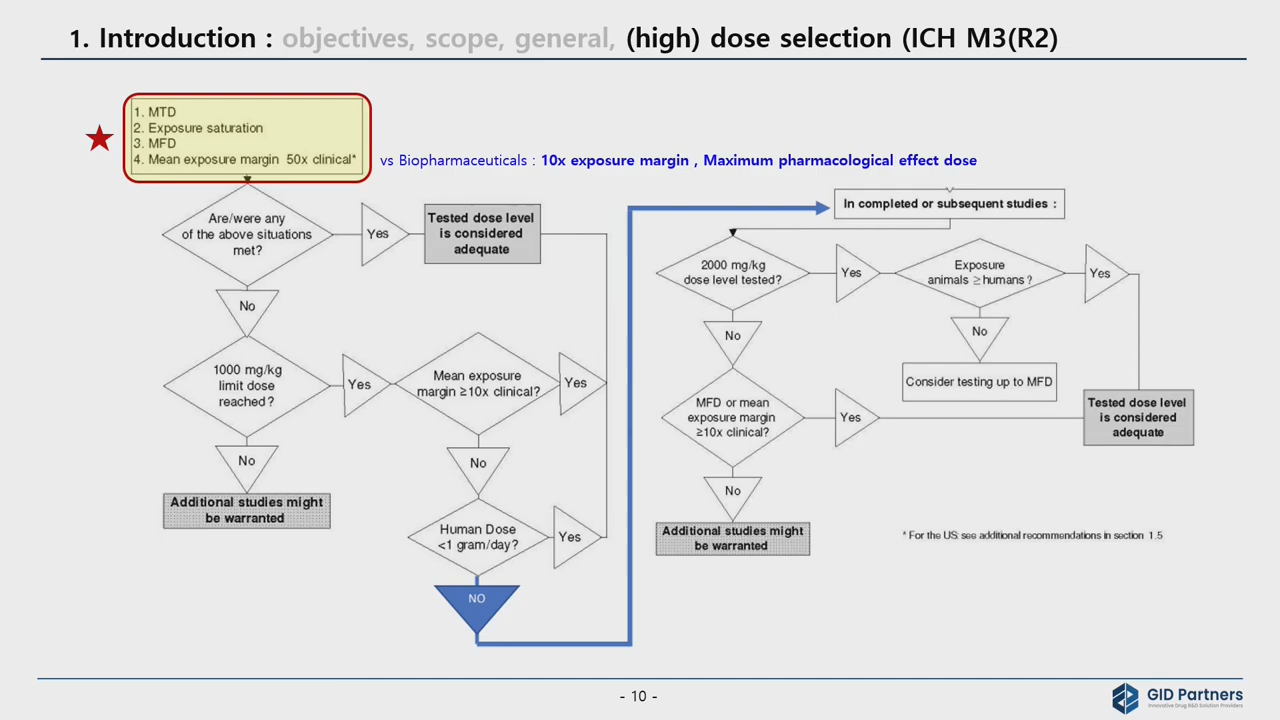 1. Introduction : objectives, scope, general, (high) dose selection (ICH M3(R2)
1. MTD
2. Exposure saturation
3. MFD
4. Mean exposure margin 50x clinical*
vs Biopharmaceuticals : 10x exposure margin , Maximum pharmacological effect dose
Are/were any
of the above situations
met?
Yes
Tested dose level
is considered
adequate
No
1000 mg/kg
limit dose
reached?
Yes
Mean exposure
margin ≥10x clinical?
Yes
No
Additional studies might
be warranted
No
Human Dose
<1 gram/day?
Yes
NO
In completed or subsequent studies :
2000 mg/kg
dose level tested?
Yes
Exposure
animals ≥humans?
Yes
No
No
Consider testing up to MFD
MFD or mean
exposure margin
≥10x clinical?
Yes
Tested dose level
is considered
adequate
No
Additional studies might
be warranted
* For the US: see additional recommendations in section 1.5
- 10 -
GID Partners
Innovative Drug R&D Solution Providers